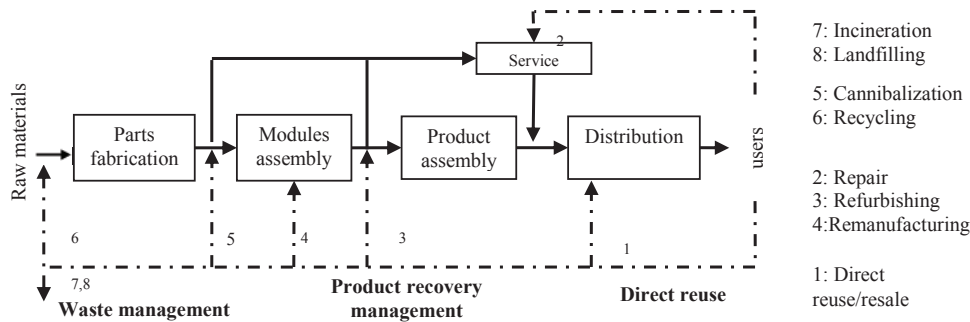 2
Service
Raw materials
Parts
fabrication
Modules
assembly
Product
assembly
Distribution
users
6
5
4
3
1
7,8
Waste management
Product recovery
management
Direct reuse
7: Incineration
8: Landfilling
5: Cannibalization
6: Recycling
2: Repair
3: Refurbishing
4:Remanufacturing
1: Direct
reuse/resale